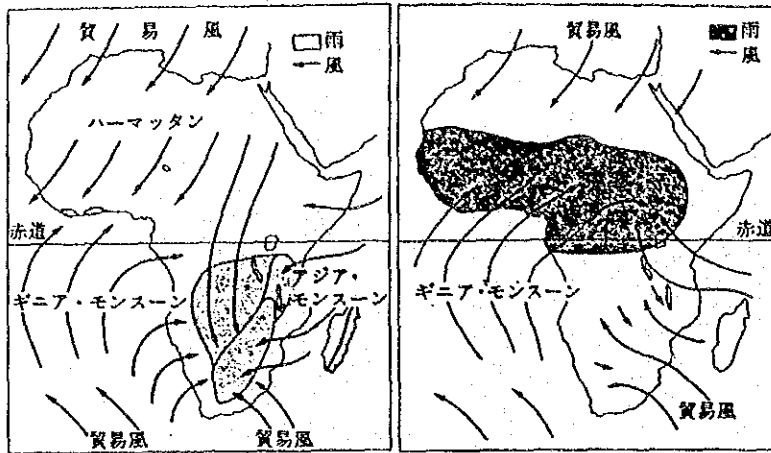 貿易風
雨
風
ハーマッタン
赤道
ギニア・モンスーン
アジア・
モンスーン
貿易風
貿易風
貿易風
雨
風
赤道
ギニア・モンスーン
貿易風